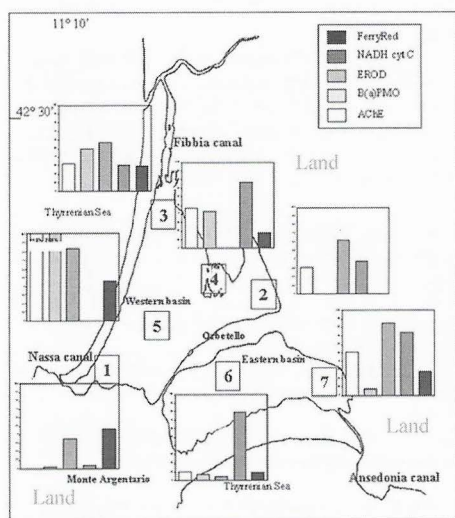 11° 10'
FerryRed
NADH cyt C
EROD
B(a)PMO
AChE
42° 30'
Fibbia canal
Land
Thyrrenian Sea
3
4
2
Western basin
5
Orbetello
Nassa canal
Eastern basin
1
6
7
Land
Monte Argentario
Thyrrenian Sea
Ansedonia canal
Land